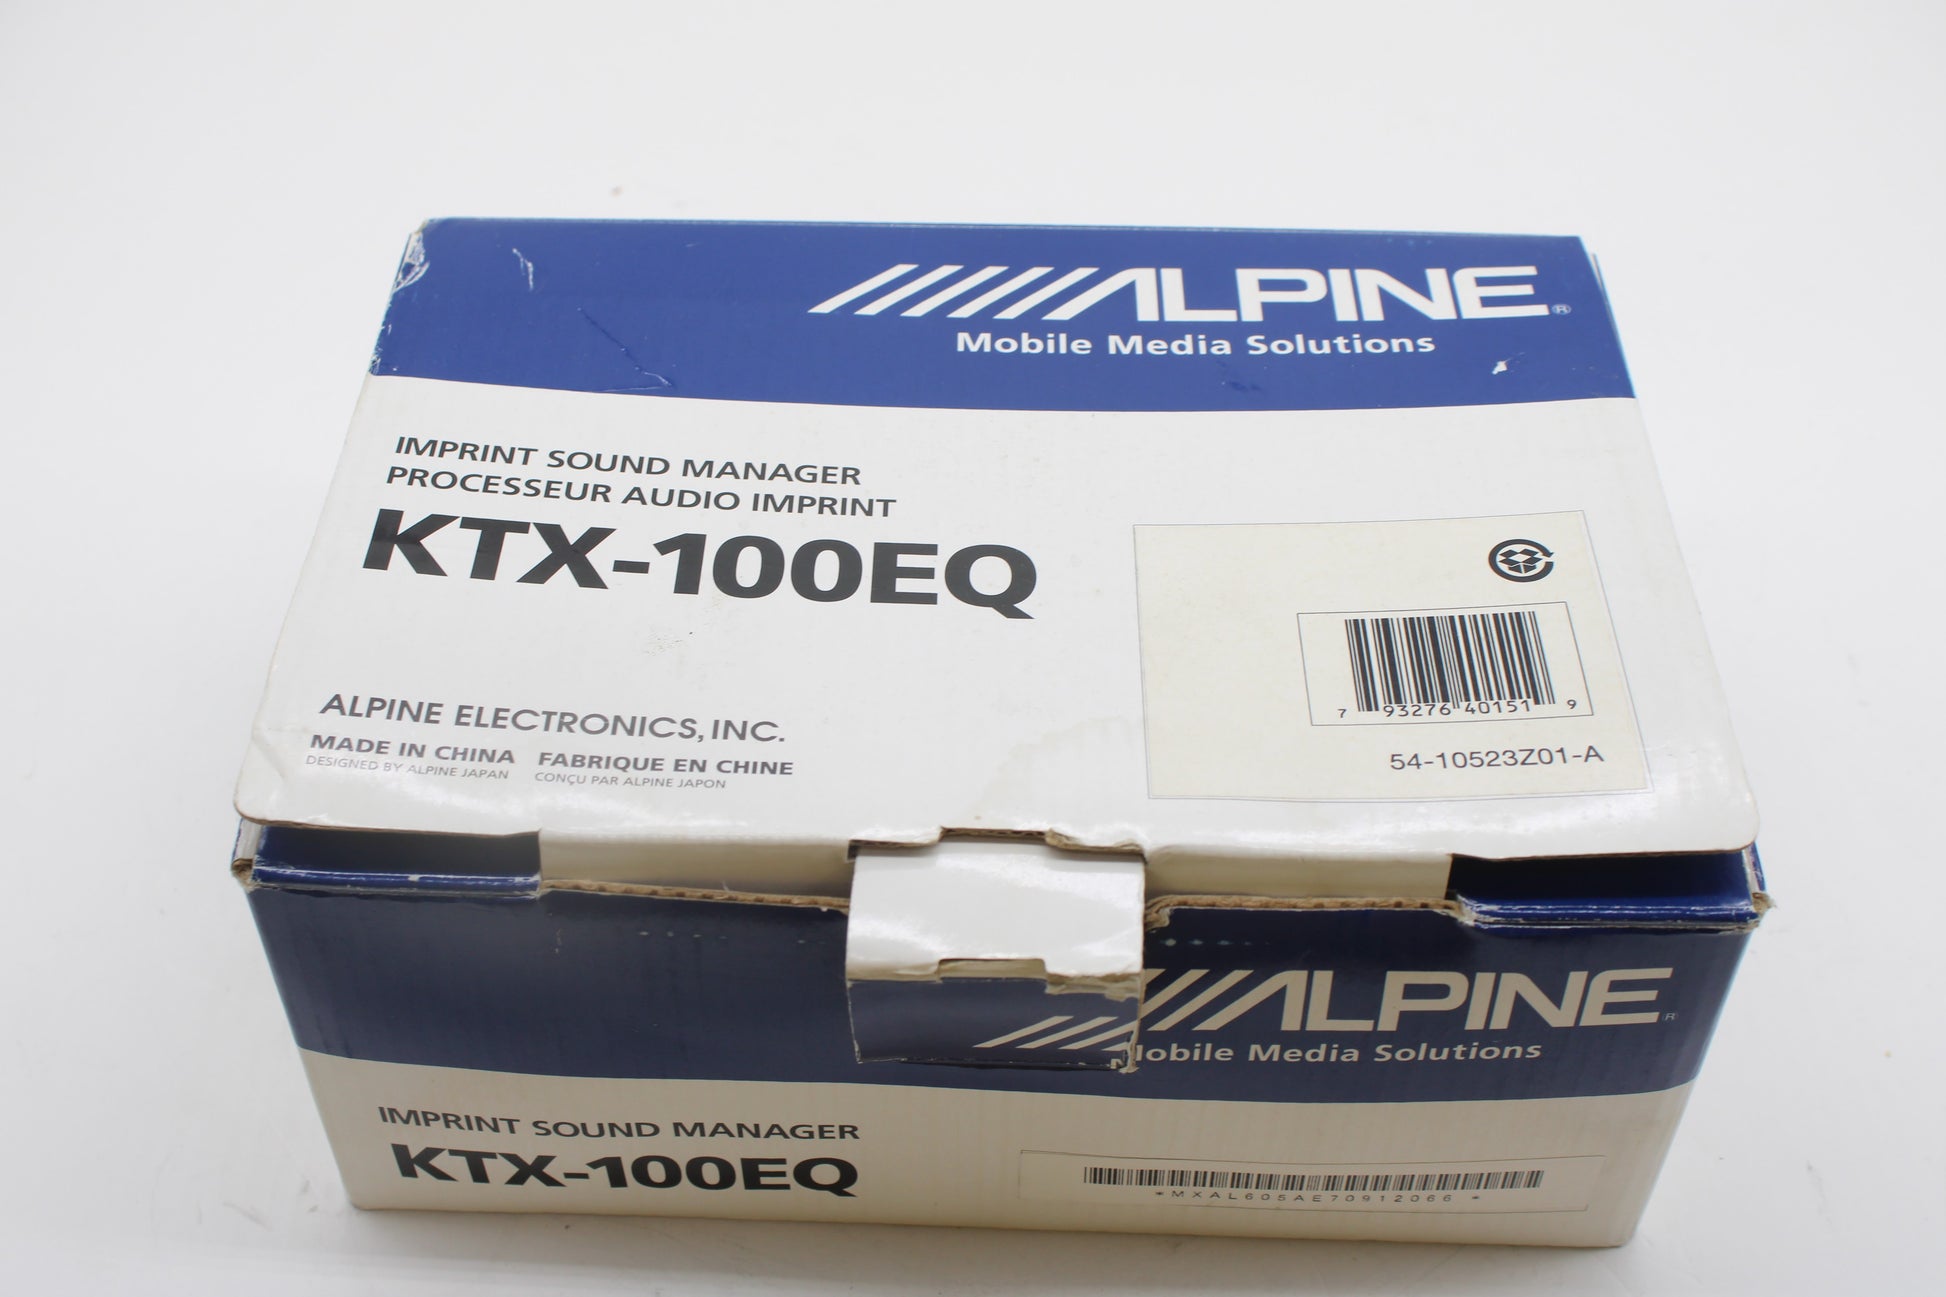 ALPINE®
Mobile Media Solutions
IMPRINT SOUND MANAGER
PROCESSEUR AUDIO IMPRINT
KTX-100EQ
7 93276 40151 9
54-10523Z01-A
ALPINE ELECTRONICS, INC.
MADE IN CHINA FABRIQUE EN CHINE
DESIGNED BY ALPINE JAPAN CONÇU PAR ALPINE JAPON
ALPINE®
Mobile Media Solutions
IMPRINT SOUND MANAGER
KTX-100EQ
*MXAL605AE70912066*